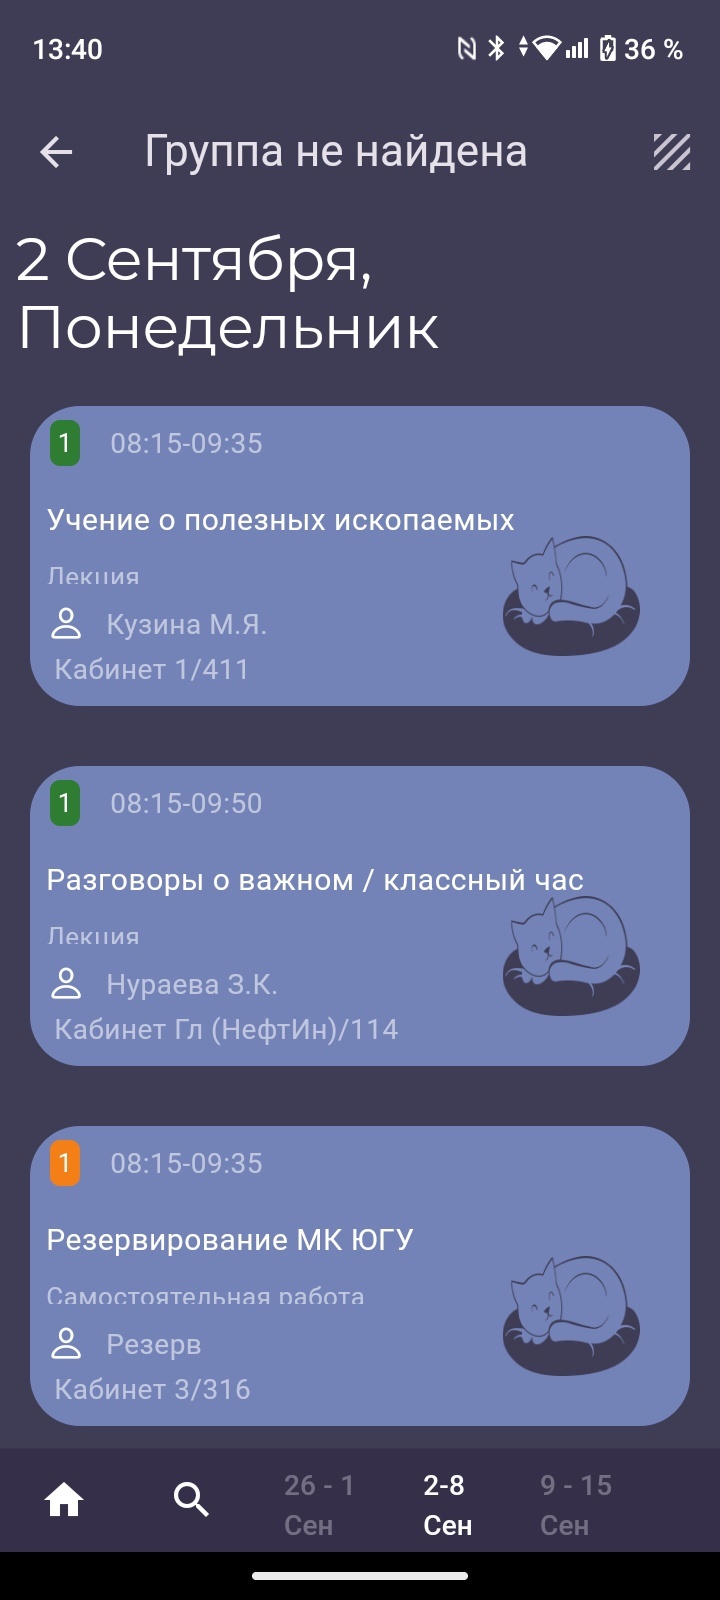 13:40
36 %
Группа не найдена
2 Сентября,
Понедельник
1 08:15-09:35
Учение о полезных ископаемых
Лекция
Кузина М.Я.
Кабинет 1/411
1 08:15-09:50
Разговоры о важном / классный час
Лекция
Нураева З.К.
Кабинет Гл (НефтИн)/114
1 08:15-09:35
Резервирование МК ЮГУ
Самостоятельная работа
Резерв
Кабинет 3/316
26 - 1 2-8 9 - 15
Сен Сен Сен